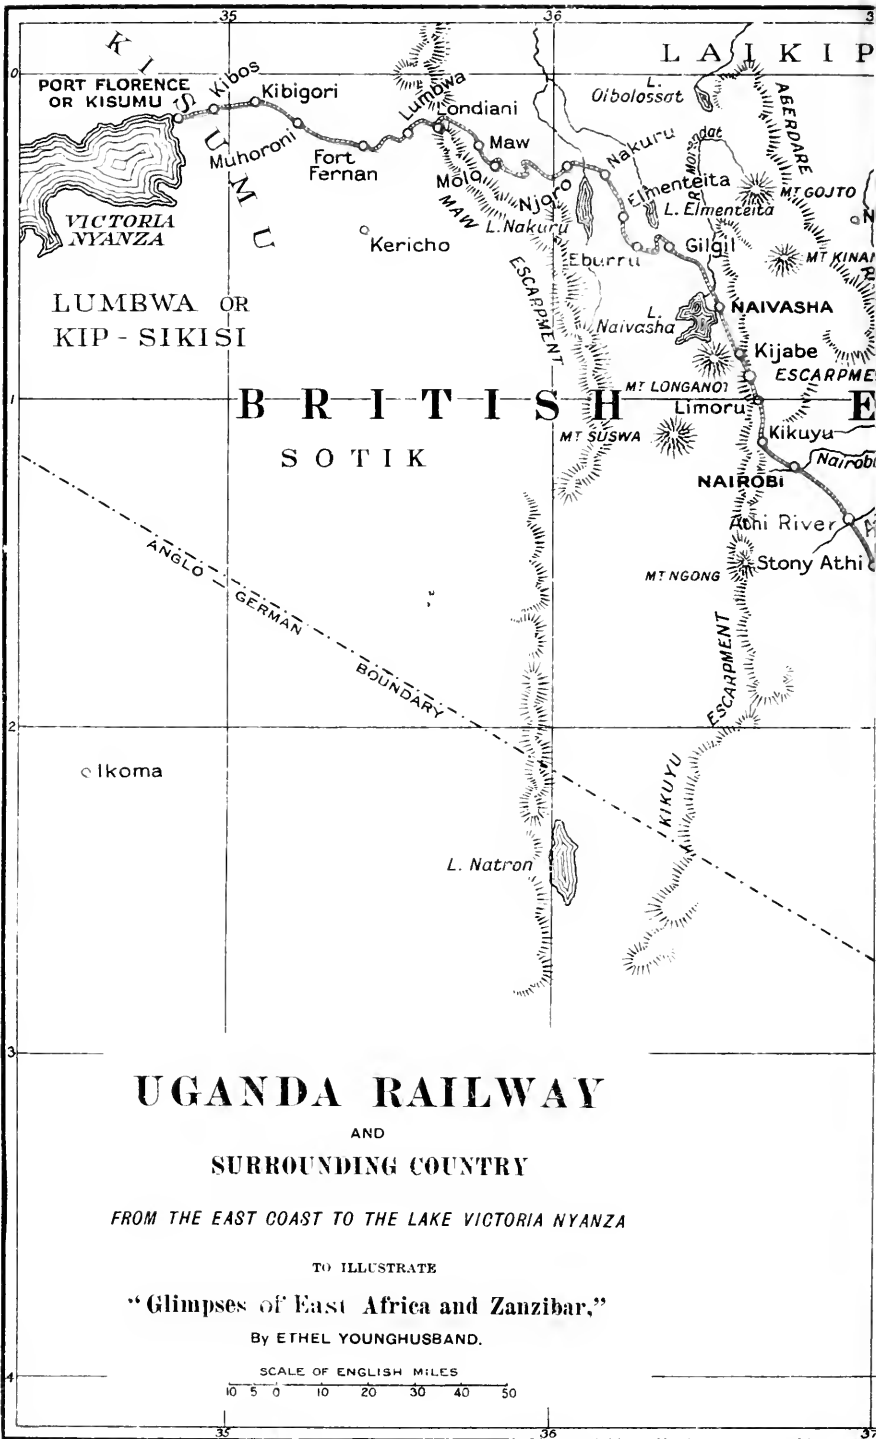 35
36
3
KISUMU
LAIKIP
0
PORT FLORENCE
OR KISUMU
Kibos
Kibigori
Muhoroni
Fort
Fernan
Lumbwa
Londiani
Maw
Molo
Njoro
Nakuru
L.
Oibolossat
ABERDARE
R. Morendat
Elmenteita
L. Elmenteita
MT GOJTO
N
VICTORIA
NYANZA
Kericho
MAW
ESCARPMENT
L. Nakuru
Eburru
Gilgil
MT KINAN
LUMBWA OR
KIP-SIKISI
L.
Naivasha
NAIVASHA
Kijabe
ESCARPME
MT LONGANOT
Limoru
1
BRITISH E
SOTIK
MT SUSWA
Kikuyu
Nairobi
NAIROBI
Athi River
Stony Athi
MT NGONG
ANGLO - GERMAN BOUNDARY
KIKUYU ESCARPMENT
2
Ikoma
L. Natron
3
UGANDA RAILWAY
AND
SURROUNDING COUNTRY
FROM THE EAST COAST TO THE LAKE VICTORIA NYANZA
TO ILLUSTRATE
"Glimpses of East Africa and Zanzibar,"
By ETHEL YOUNGHUSBAND.
SCALE OF ENGLISH MILES
10 5 0 10 20 30 40 50
4
35
36
37